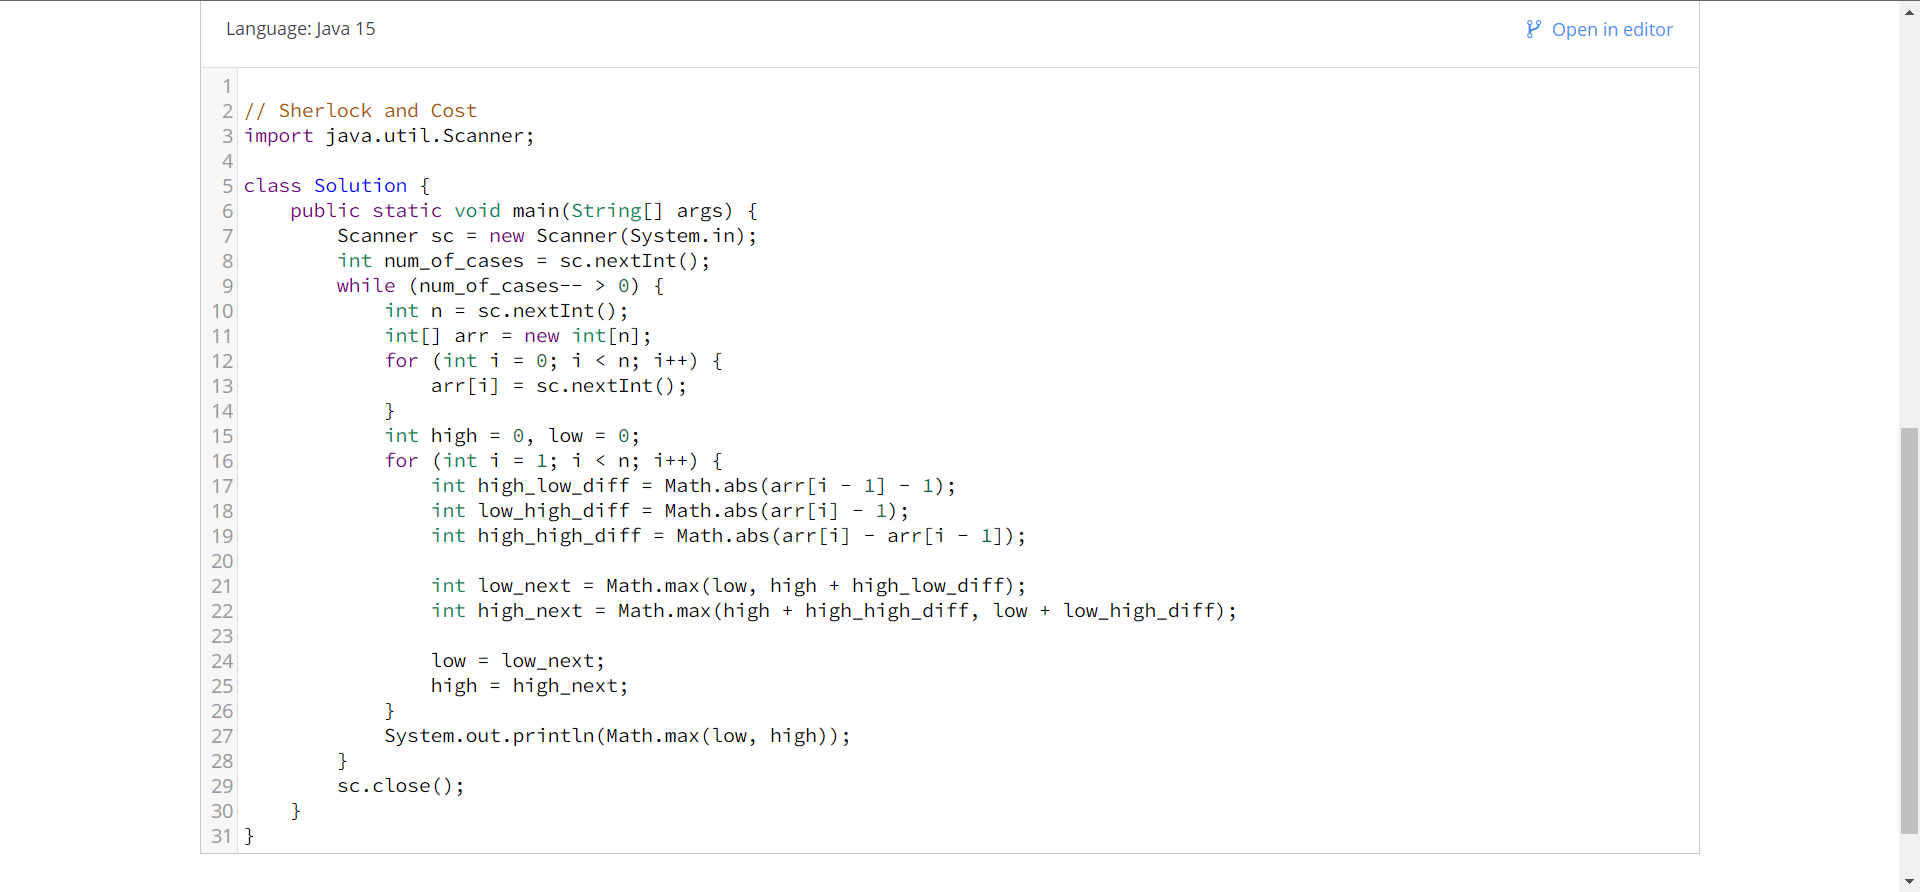 Language: Java 15
Open in editor
1
2 // Sherlock and Cost
3 import java.util.Scanner;
4
5 class Solution {
6     public static void main(String[] args) {
7         Scanner sc = new Scanner(System.in);
8         int num_of_cases = sc.nextInt();
9         while (num_of_cases-- > 0) {
10             int n = sc.nextInt();
11             int[] arr = new int[n];
12             for (int i = 0; i < n; i++) {
13                 arr[i] = sc.nextInt();
14             }
15             int high = 0, low = 0;
16             for (int i = 1; i < n; i++) {
17                 int high_low_diff = Math.abs(arr[i - 1] - 1);
18                 int low_high_diff = Math.abs(arr[i] - 1);
19                 int high_high_diff = Math.abs(arr[i] - arr[i - 1]);
20
21                 int low_next = Math.max(low, high + high_low_diff);
22                 int high_next = Math.max(high + high_high_diff, low + low_high_diff);
23
24                 low = low_next;
25                 high = high_next;
26             }
27             System.out.println(Math.max(low, high));
28         }
29         sc.close();
30     }
31 }